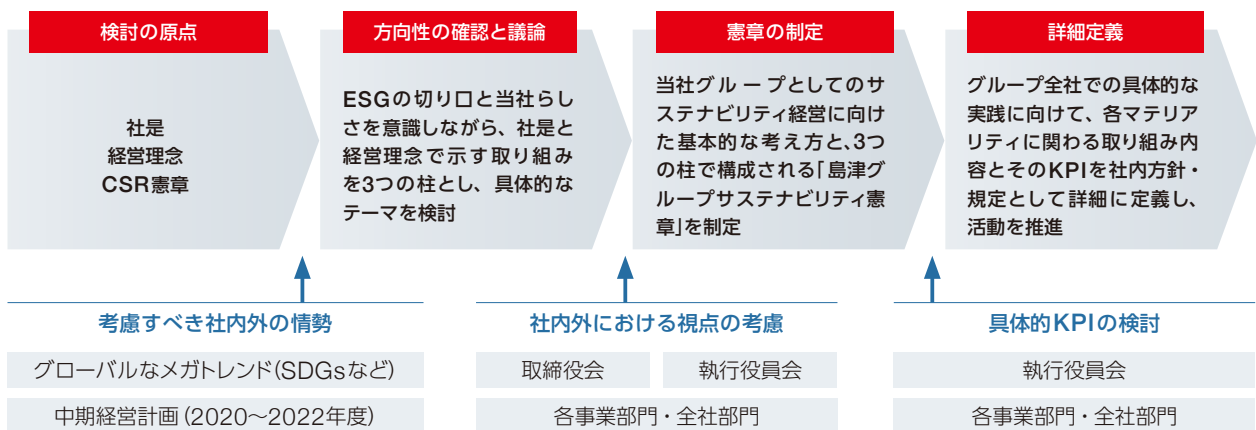 検討の原点
社是
経営理念
CSR憲章
方向性の確認と議論
ESGの切り口と当社らし
さを意識しながら、社是と
経営理念で示す取り組み
を3つの柱とし、具体的な
テーマを検討
憲章の制定
当社グループとしてのサ
ステナビリティ経営に向け
た基本的な考え方と、3つ
の柱で構成される「島津グ
ループサステナビリティ憲
章」を制定
詳細定義
グループ全社での具体的な
実践に向けて、各マテリア
リティに関わる取り組み内
容とそのKPIを社内方針・
規定として詳細に定義し、
活動を推進
考慮すべき社内外の情勢
グローバルなメガトレンド(SDGsなど)
中期経営計画(2020〜2022年度)
社内外における視点の考慮
取締役会
執行役員会
各事業部門・全社部門
具体的KPIの検討
執行役員会
各事業部門・全社部門